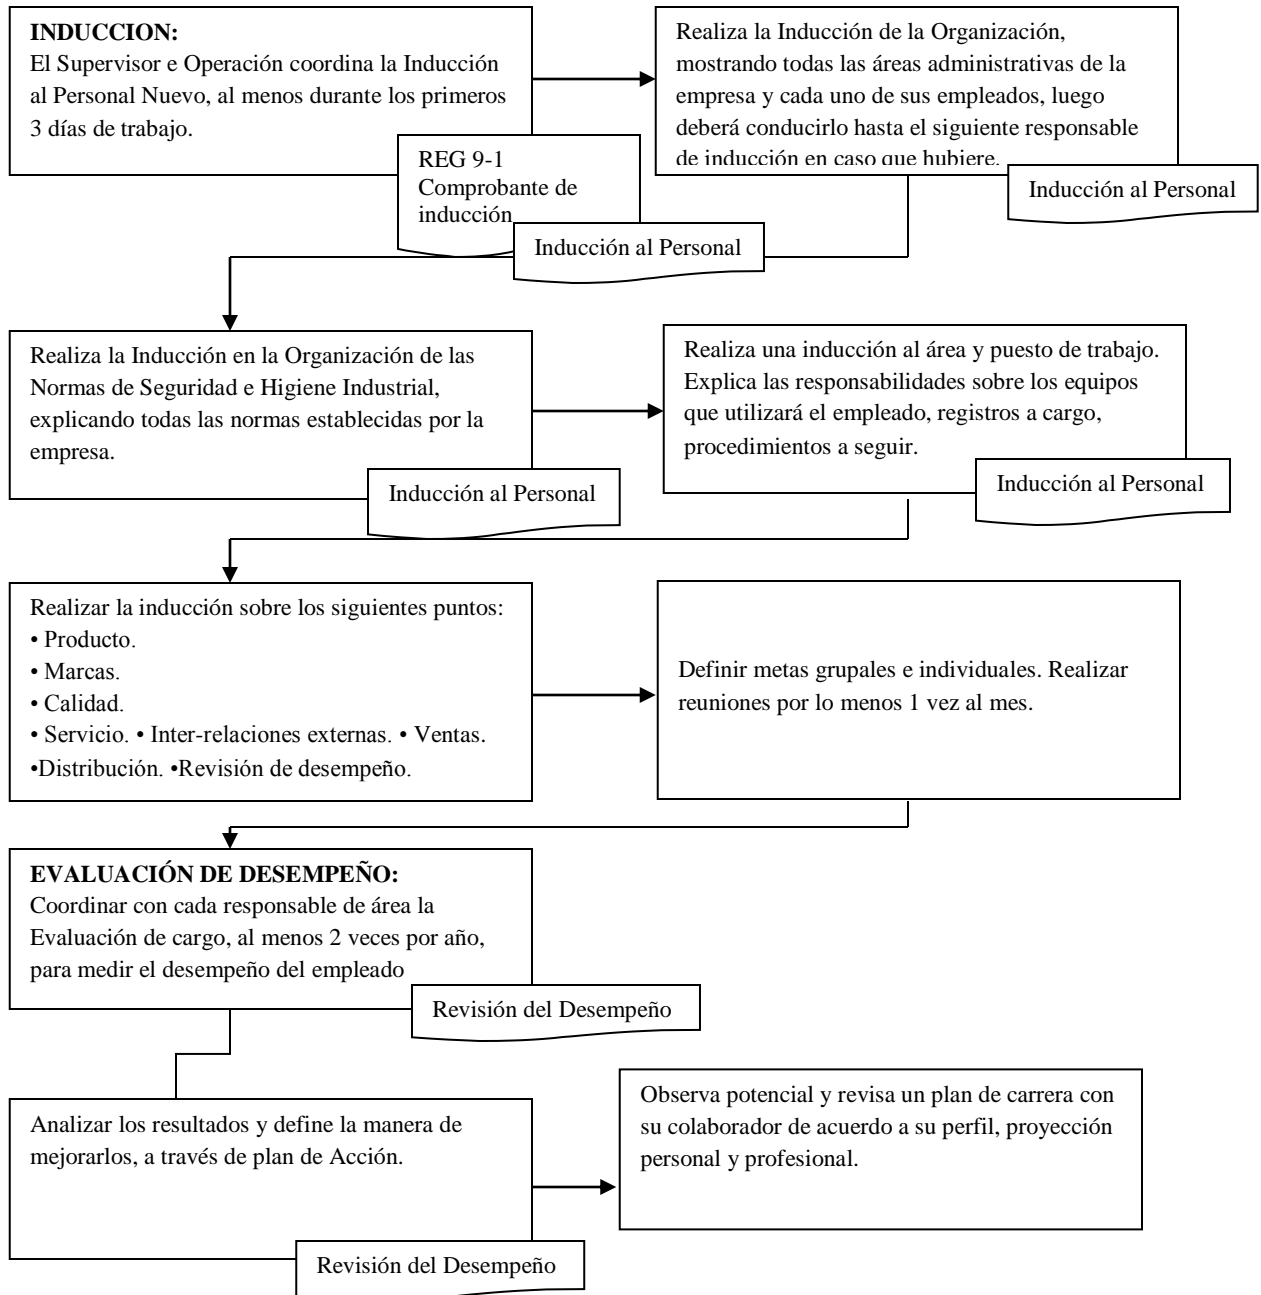 INDUCCION:
El Supervisor e Operación coordina la Inducción
al Personal Nuevo, al menos durante los primeros
3 días de trabajo.
REG 9-1
Comprobante de
inducción
Inducción al Personal
Realiza la Inducción de la Organización,
mostrando todas las áreas administrativas de la
empresa y cada uno de sus empleados, luego
deberá conducirlo hasta el siguiente responsable
de inducción en caso que hubiere.
Inducción al Personal
Realiza la Inducción en la Organización de las
Normas de Seguridad e Higiene Industrial,
explicando todas las normas establecidas por la
empresa.
Inducción al Personal
Realiza una inducción al área y puesto de trabajo.
Explica las responsabilidades sobre los equipos
que utilizará el empleado, registros a cargo,
procedimientos a seguir.
Inducción al Personal
Realizar la inducción sobre los siguientes puntos:
• Producto.
• Marcas.
• Calidad.
• Servicio. • Inter-relaciones externas. • Ventas.
•Distribución. •Revisión de desempeño.
Definir metas grupales e individuales. Realizar
reuniones por lo menos 1 vez al mes.
EVALUACIÓN DE DESEMPEÑO:
Coordinar con cada responsable de área la
Evaluación de cargo, al menos 2 veces por año,
para medir el desempeño del empleado
Revisión del Desempeño
Analizar los resultados y define la manera de
mejorarlos, a través de plan de Acción.
Revisión del Desempeño
Observa potencial y revisa un plan de carrera con
su colaborador de acuerdo a su perfil, proyección
personal y profesional.